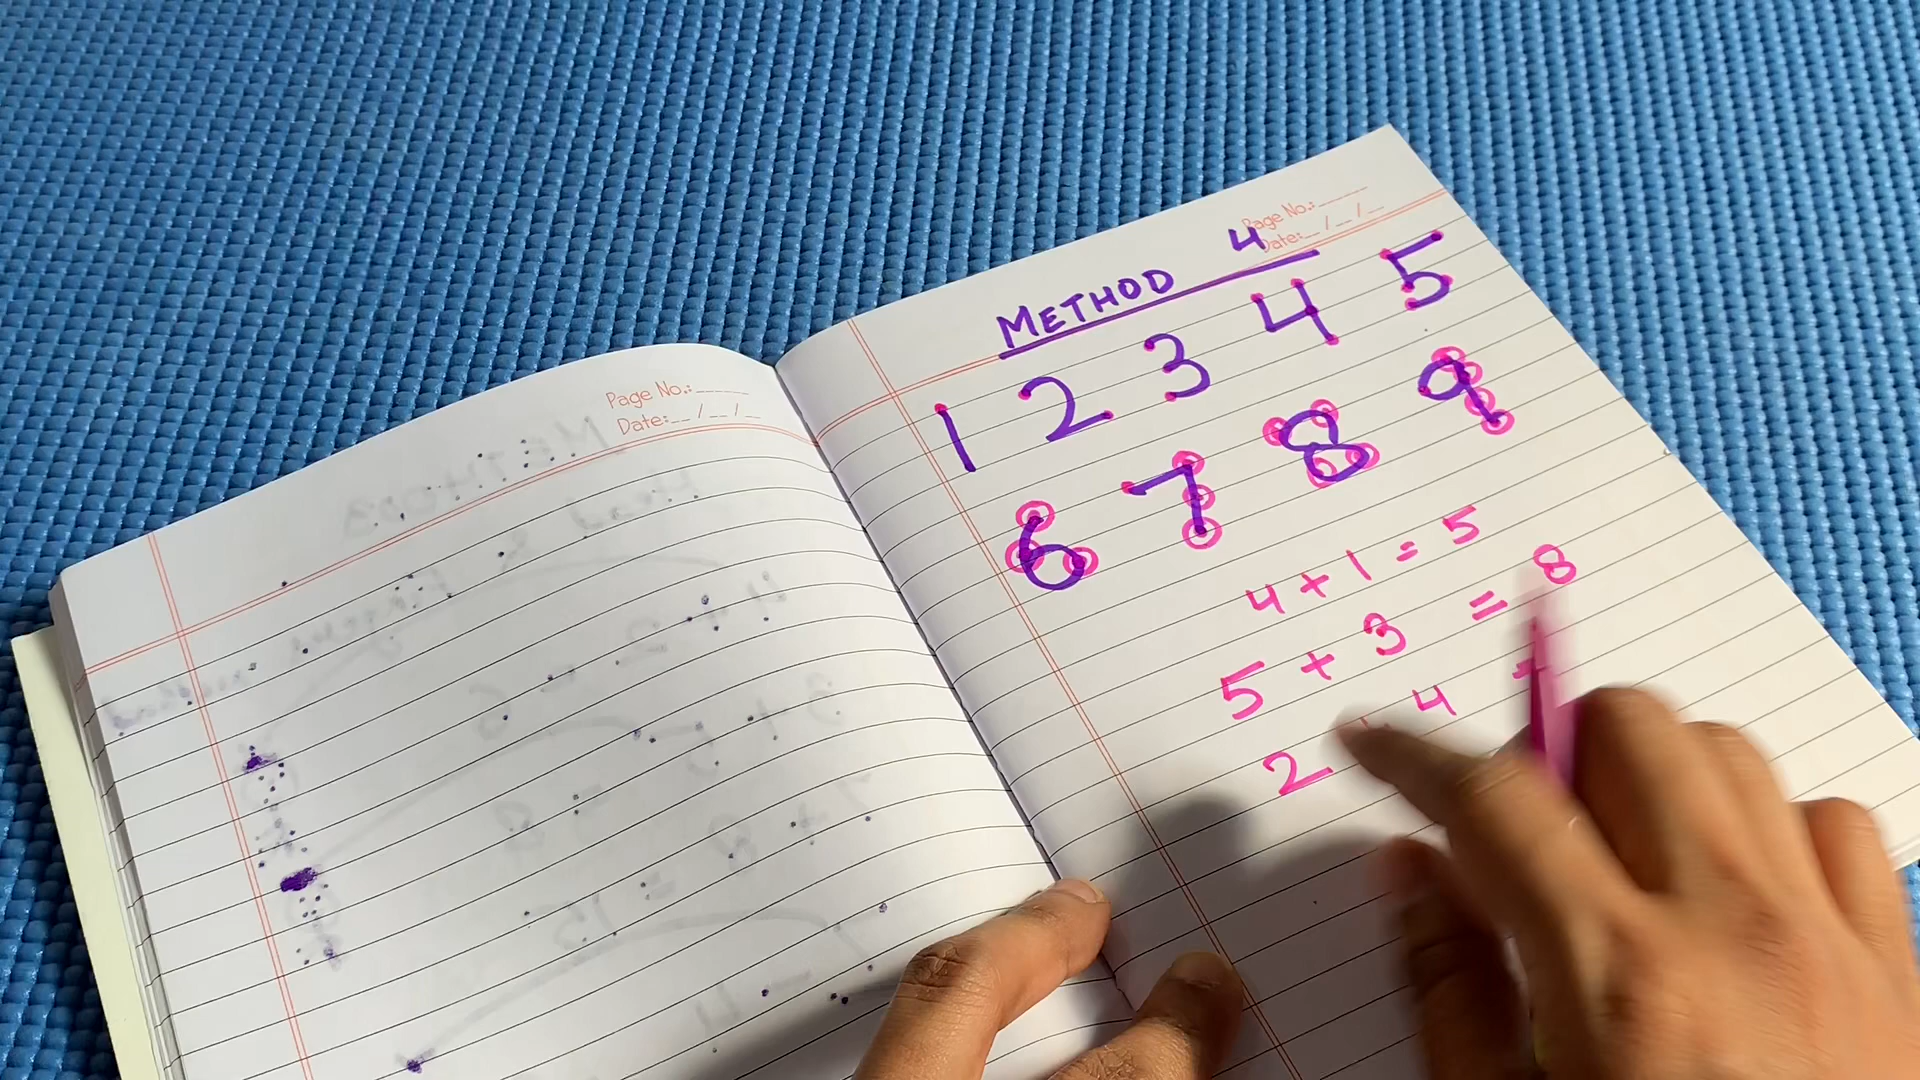 Page No.:
Date: _/_/_
Page No.:
Date: _/_/_
METHOD 4
1 2 3 4 5
6 7 8 9
4 + 1 = 5
5 + 3 = 8
2 + 4 =